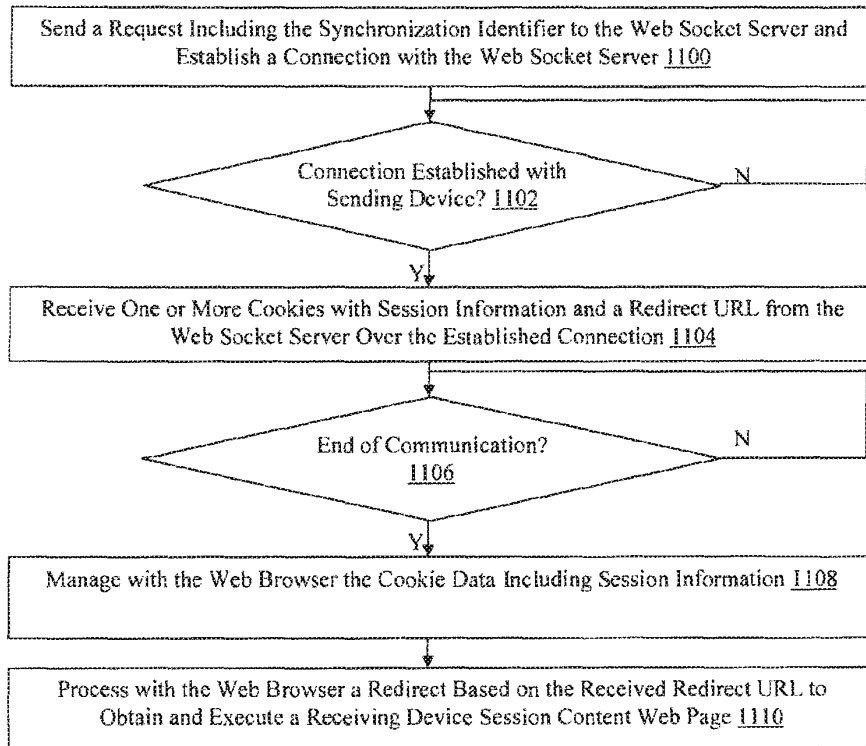 Send a Request Including the Synchronization Identifier to the Web Socket Server and
Establish a Connection with the Web Socket Server 1100
Connection Established with
Sending Device? 1102
N
Y
Receive One or More Cookies with Session Information and a Redirect URL from the
Web Socket Server Over the Established Connection 1104
End of Communication?
1106
N
Y
Manage with the Web Browser the Cookie Data Including Session Information 1108
Process with the Web Browser a Redirect Based on the Received Redirect URL to
Obtain and Execute a Receiving Device Session Content Web Page 1110